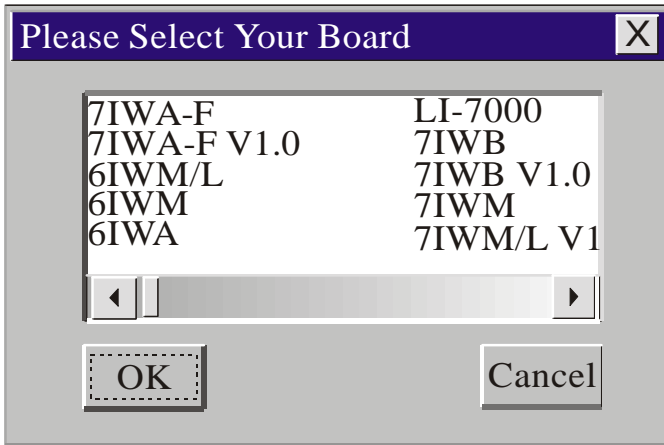 Please Select Your Board X
7IWA-F
7IWA-F V1.0
6IWM/L
6IWM
6IWA
LI-7000
7IWB
7IWB V1.0
7IWM
7IWM/L V1
OK
Cancel